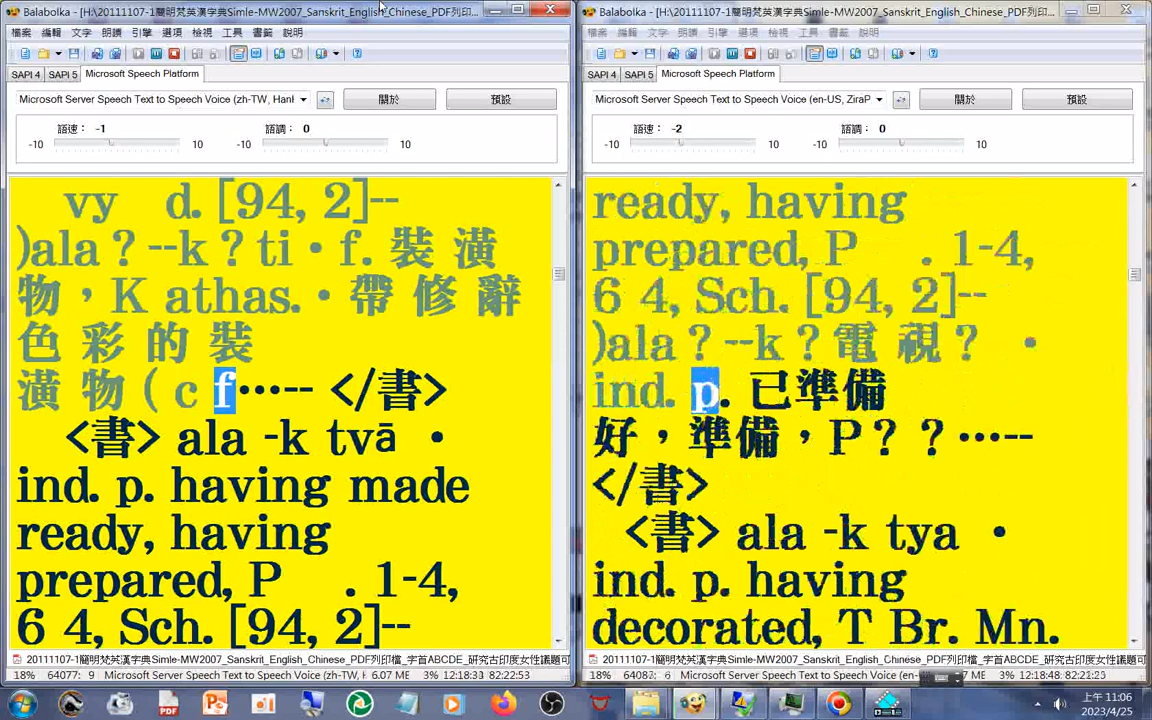 Balabolka - [H:\20111107-1簡明梵英漢字典Simle-MW2007_Sanskrit_English_Chinese_PDF列印...
檔案 編輯 文字 朗讀 引擎 選項 檢視 工具 書籤 說明
SAPI 4 SAPI 5 Microsoft Speech Platform
Microsoft Server Speech Text to Speech Voice (zh-TW, Hanl
關於 預設
語速： -1 語調： 0
-10 10 -10 10
vy d. [94, 2]--
)ala？--k？ti • f. 裝 潢
物，K athas. • 帶 修 辭
色 彩 的 裝
潢 物 ( c f…-- </書>
<書> ala -k tvā •
ind. p. having made
ready, having
prepared, P . 1-4,
6 4, Sch. [94, 2]--
20111107-1簡明梵英漢字典Simle-MW2007_Sanskrit_English_Chinese_PDF列印檔_字首ABCDE_研究古印度女性議題可
18% 64077: 9 Microsoft Server Speech Text to Speech Voice (zh-TW, H 6.07 ME 3% 12:18:33 82:22:53
Balabolka - [H:\20111107-1簡明梵英漢字典Simle-MW2007_Sanskrit_English_Chinese_PDF列印...
檔案 編輯 文字 朗讀 引擎 選項 檢視 工具 書籤 說明
SAPI 4 SAPI 5 Microsoft Speech Platform
Microsoft Server Speech Text to Speech Voice (en-US, ZiraP
關於 預設
語速： -2 語調： 0
-10 10 -10 10
ready, having
prepared, P . 1-4,
6 4, Sch. [94, 2]--
)ala？--k？電 視？ •
ind. p. 已準備
好，準備，P？？…--
</書>
<書> ala -k tya •
ind. p. having
decorated, T Br. Mn.
20111107-1簡明梵英漢字典Simle-MW2007_Sanskrit_English_Chinese_PDF列印檔_字首ABCDE_研究古印度女性議題可
18% 64082: 6 Microsoft Server Speech Text to Speech Voice (en-US 7 ME 3% 12:18:48
上午 11:06
2023/4/25